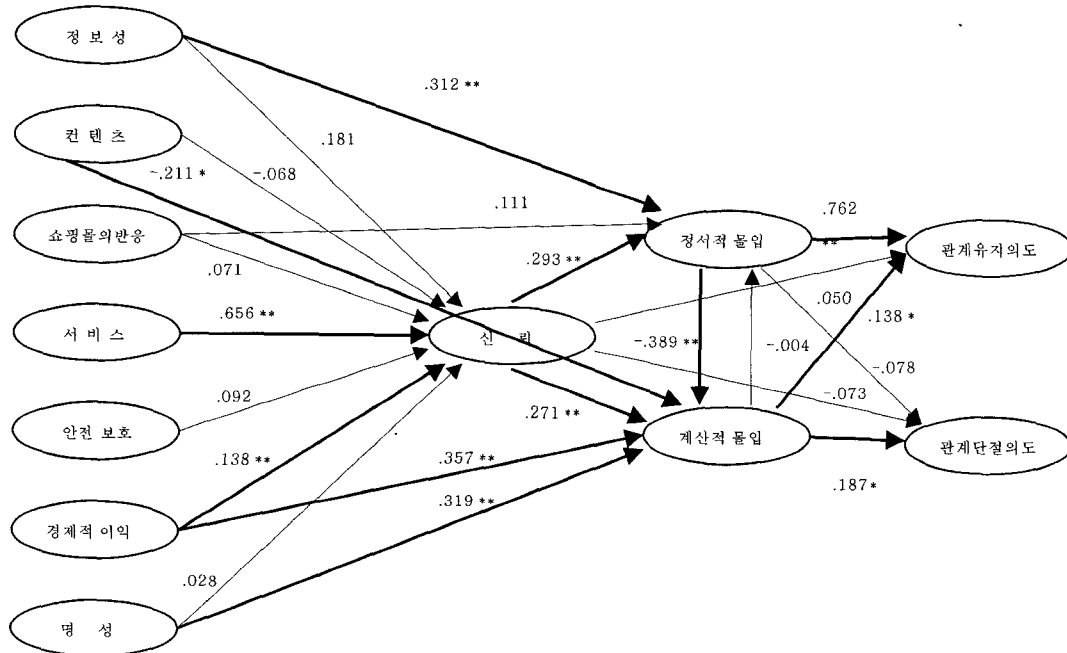 정 보 성
.312 **
컨 텐 츠
.181
-.211 *
-.068
.111
.762
**
쇼핑몰의반응
정서적 몰입
관계유지의도
.071
.293 **
.050
.656 **
.138 *
서 비 스
신 뢰
-.389 **
-.004
-.078
-.073
.092
.271 **
안전 보호
계산적 몰입
관계단절의도
.138 **
.357 **
.187*
.319 **
경제적 이익
.028
명 성